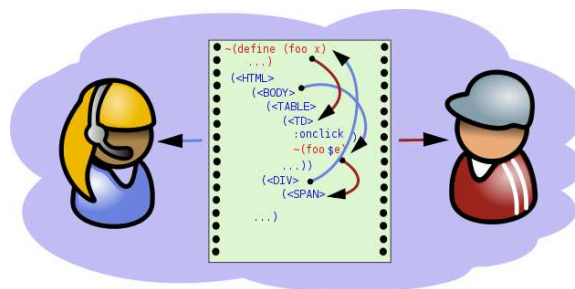 ~(define (foo x)
...)
(<HTML>
(<BODY>
(<TABLE>
(<TD>
:onclick )
~(foo $e)
...))
(<DIV>
(<SPAN>
...)